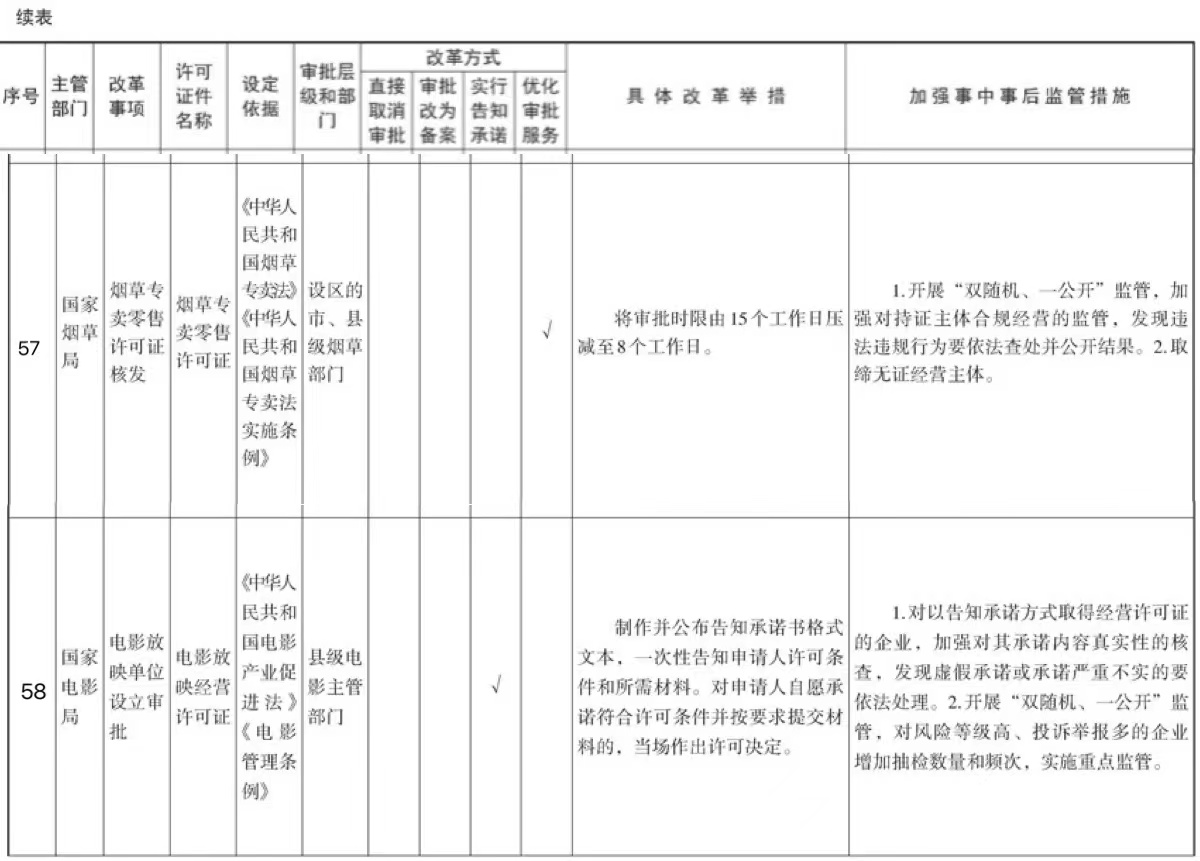 续表
序号
主管
部门
改革
事项
许可
证件
名称
设定
依据
审批层
级和部
门
改革方式
直接
取消
审批
审批
改为
备案
实行
告知
承诺
优化
审批
服务
具体改革举措
加强事中事后监管措施
57
国家
烟草
局
烟草专
卖零售
许可证
核发
烟草专
卖零售
许可证
《中华人
民共和
国烟草
专卖法》
《中华人
民共和
国烟草
专卖法
实施条
例》
设区的
市、县
级烟草
部门
√
将审批时限由15个工作日压
减至8个工作日。
1.开展“双随机、一公开”监管，加
强对持证主体合规经营的监管，发现违
法违规行为要依法查处并公开结果。2.取
缔无证经营主体。
58
国家
电影
局
电影放
映单位
设立审
批
电影放
映经营
许可证
《中华人
民共和
国电影
产业促
进法》
《电影
管理条
例》
县级电
影主管
部门
√
制作并公布告知承诺书格式
文本，一次性告知申请人许可条
件和所需材料。对申请人自愿承
诺符合许可条件并按要求提交材
料的，当场作出许可决定。
1.对以告知承诺方式取得经营许可证
的企业，加强对其承诺内容真实性的核
查，发现虚假承诺或承诺严重不实的要
依法处理。2.开展“双随机、一公开”监
管，对风险等级高、投诉举报多的企业
增加抽检数量和频次，实施重点监管。